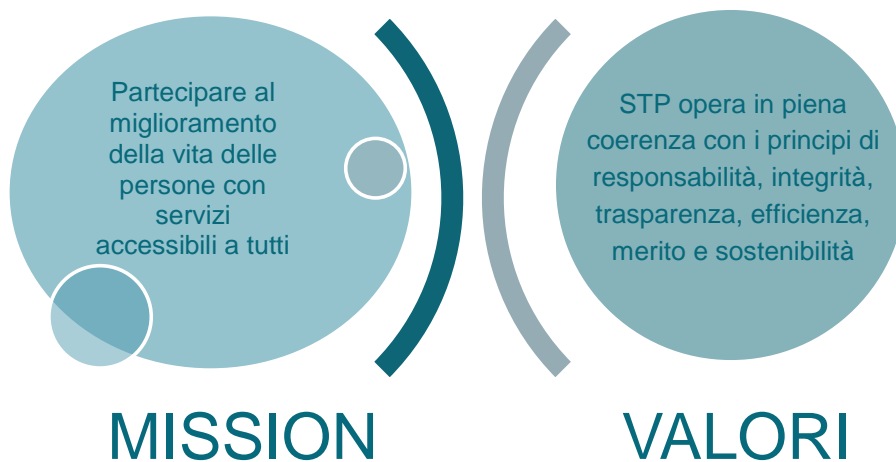 Partecipare al
miglioramento
della vita delle
persone con
servizi
accessibili a tutti
STP opera in piena
coerenza con i principi di
responsabilità, integrità,
trasparenza, efficienza,
merito e sostenibilità
MISSION
VALORI